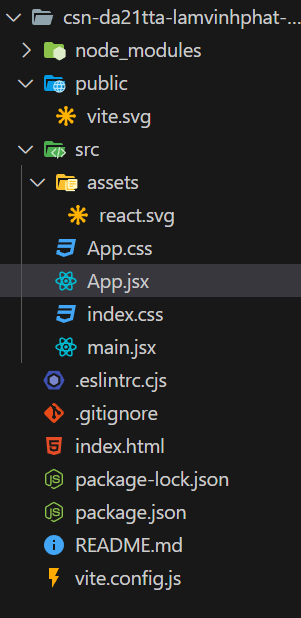 csn-da21tta-lamvinhphat-...
node_modules
public
vite.svg
src
assets
react.svg
App.css
App.jsx
index.css
main.jsx
.eslintrc.cjs
.gitignore
index.html
package-lock.json
package.json
README.md
vite.config.js